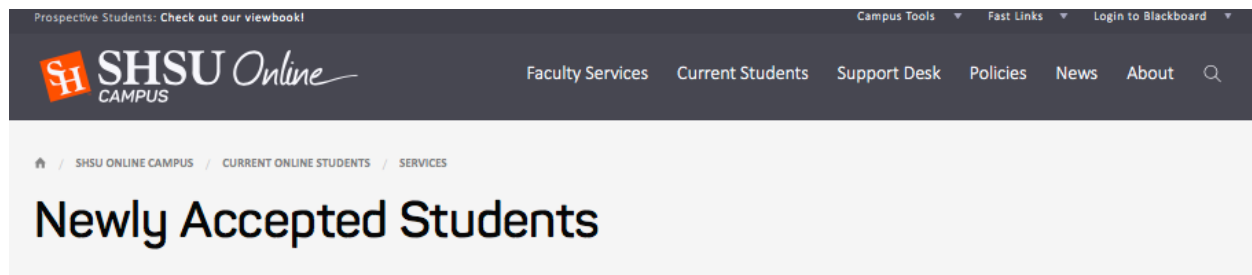 Prospective Students: Check out our viewbook!
Campus Tools Fast Links Login to Blackboard
SH SHSU Online
CAMPUS
Faculty Services Current Students Support Desk Policies News About
/ SHSU ONLINE CAMPUS / CURRENT ONLINE STUDENTS / SERVICES
Newly Accepted Students